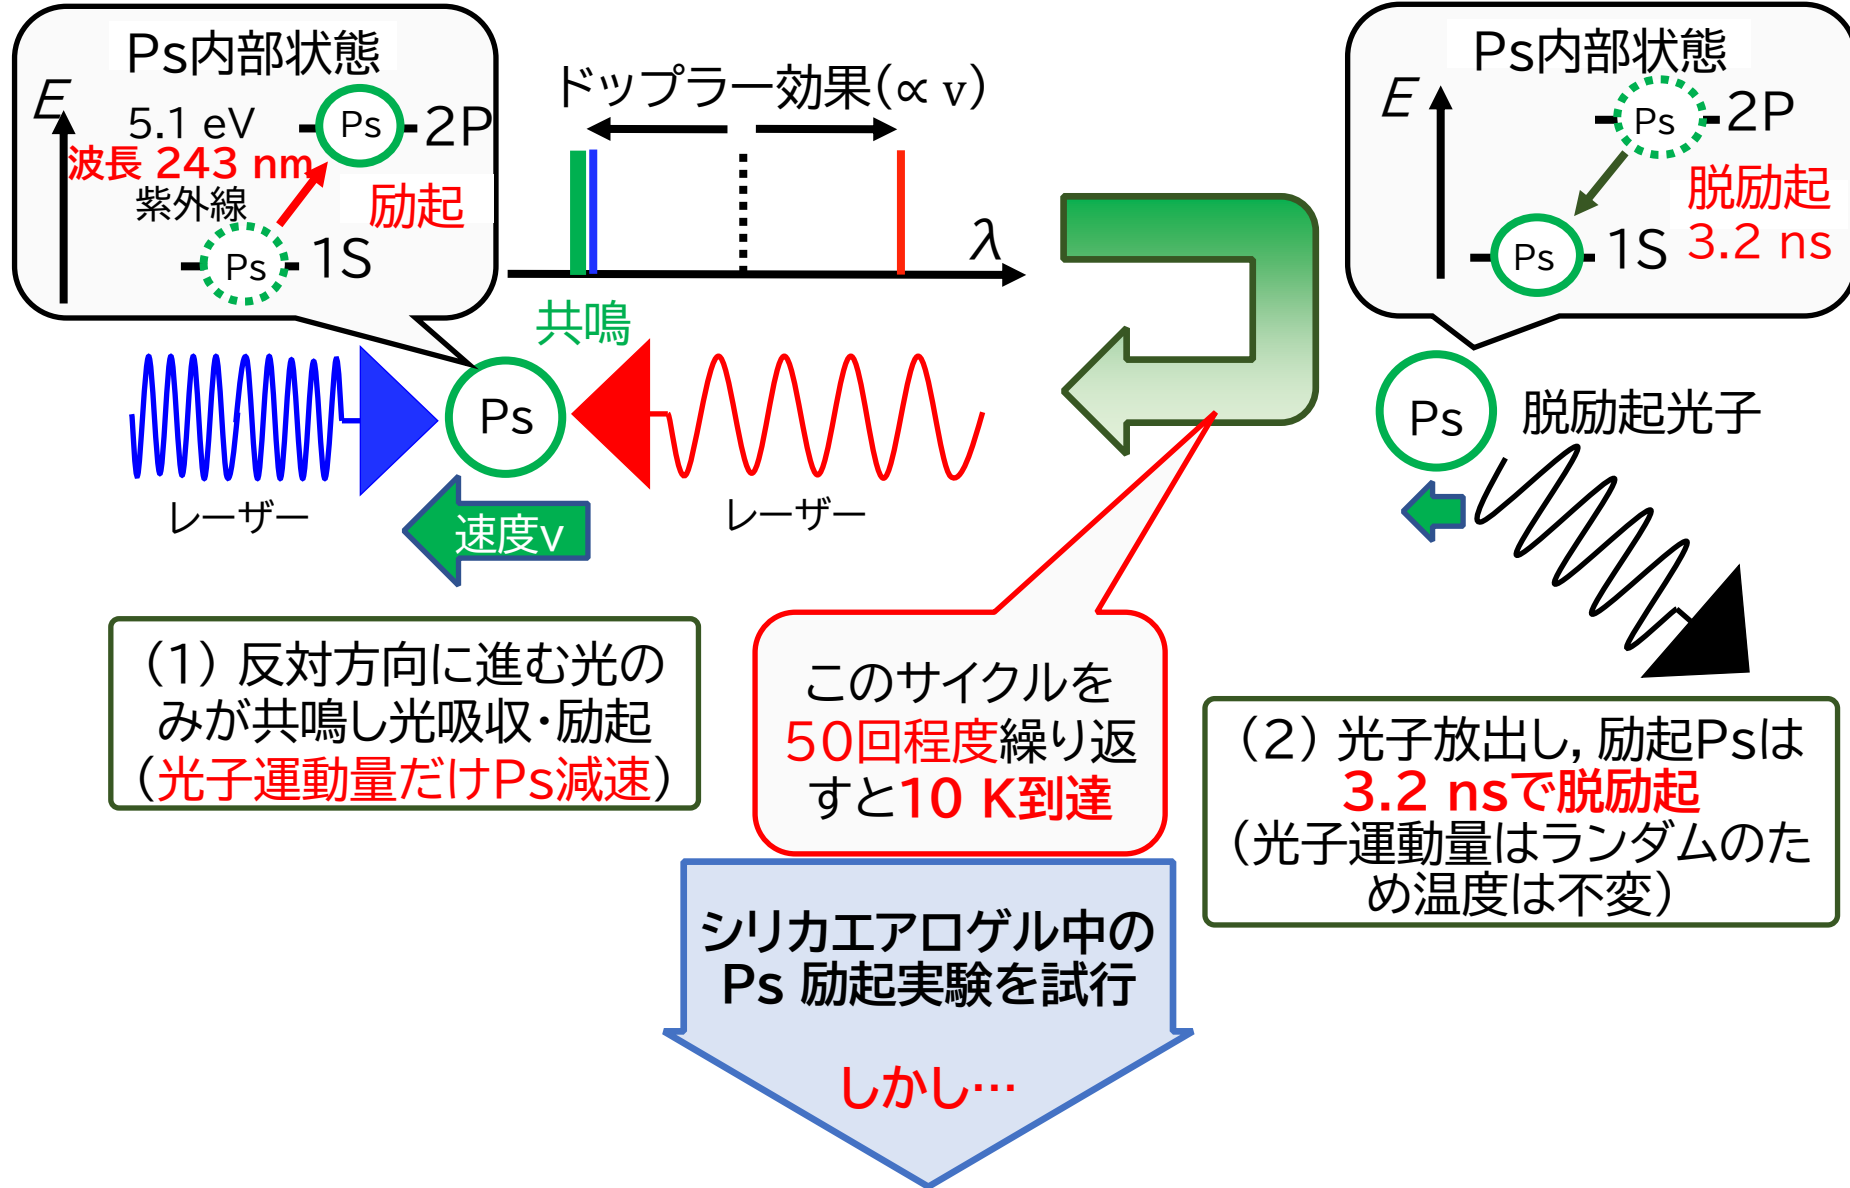 Ps内部状態
E
5.1 eV
波長 243 nm
紫外線
Ps
2P
励起
Ps
1S
ドップラー効果(∝ v)
λ
共鳴
Ps
レーザー
速度v
レーザー
(1) 反対方向に進む光の
みが共鳴し光吸収・励起
(光子運動量だけPs減速)
このサイクルを
50回程度繰り返
すと10 K到達
Ps内部状態
E
Ps
2P
脱励起
3.2 ns
Ps
1S
Ps
脱励起光子
(2) 光子放出し, 励起Psは
3.2 nsで脱励起
(光子運動量はランダムのた
め温度は不変)
シリカエアロゲル中の
Ps 励起実験を試行
しかし…